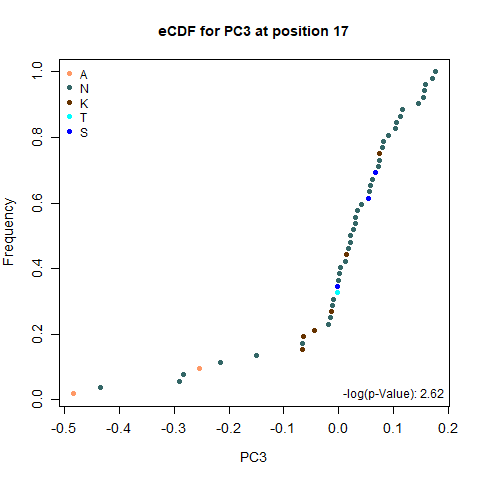 eCDF for PC3 at position 17
Frequency
1.0
0.8
0.6
0.4
0.2
0.0
A
N
K
T
S
-log(p-Value): 2.62
-0.5 -0.4 -0.3 -0.2 -0.1 0.0 0.1 0.2
PC3